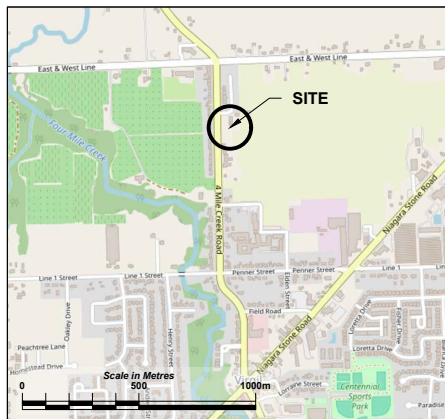 East & West Line
East & West Line
SITE
Four Mile Creek
4 Mile Creek Road
Niagara Stone Road
Line 1 Street
Line 1 Street
Penner Street
Penner Street
Line 1
Elden Street
Field Road
Oakley Drive
Henry Street
Loretta Drive
Fisher Drive
Peachtree Lane
Homestead Drive
Loretta Drive
Niagara Stone Road
Lorraine Street
Centennial
Sports
Park
Paradise
Scale in Metres
0 500 1000m